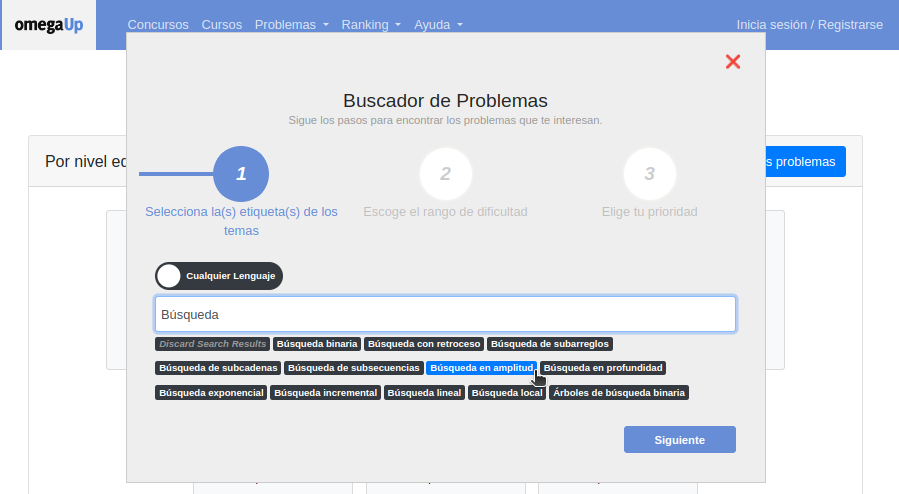 omegaUp Concursos Cursos Problemas Ranking Ayuda Inicia sesión / Registrarse
Buscador de Problemas
Sigue los pasos para encontrar los problemas que te interesan.
Por nivel s problemas
1 2 3
Selecciona la(s) etiqueta(s) de los temas
Escoge el rango de dificultad
Elige tu prioridad
Cualquier Lenguaje
Búsqueda
Discard Search Results Búsqueda binaria Búsqueda con retroceso Búsqueda de subarreglos
Búsqueda de subcadenas Búsqueda de subsecuencias Búsqueda en amplitud Búsqueda en profundidad
Búsqueda exponencial Búsqueda incremental Búsqueda lineal Búsqueda local Árboles de búsqueda binaria
Siguiente